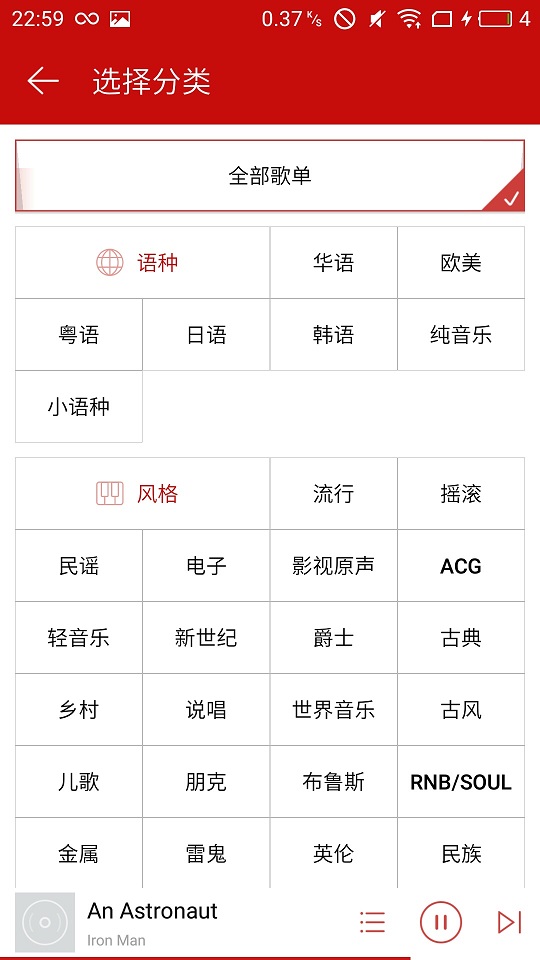 22:59 0.37 K/s 4
选择分类
全部歌单
语种 华语 欧美
粤语 日语 韩语 纯音乐
小语种
风格 流行 摇滚
民谣 电子 影视原声 ACG
轻音乐 新世纪 爵士 古典
乡村 说唱 世界音乐 古风
儿歌 朋克 布鲁斯 RNB/SOUL
金属 雷鬼 英伦 民族
An Astronaut
Iron Man